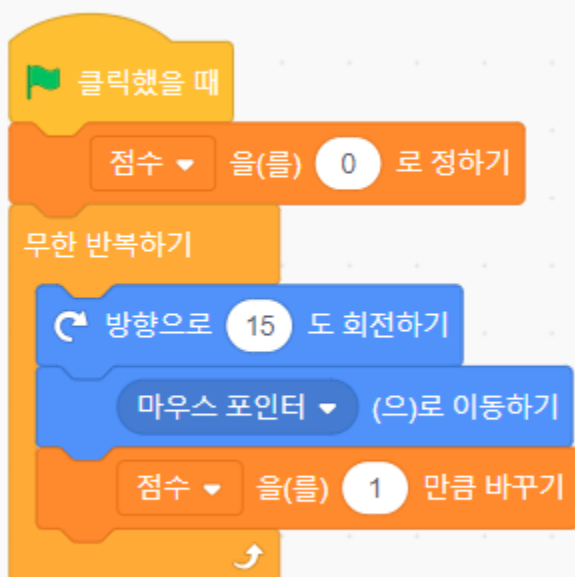 클릭했을 때
점수 을(를) 0 로 정하기
무한 반복하기
방향으로 15 도 회전하기
마우스 포인터 (으)로 이동하기
점수 을(를) 1 만큼 바꾸기